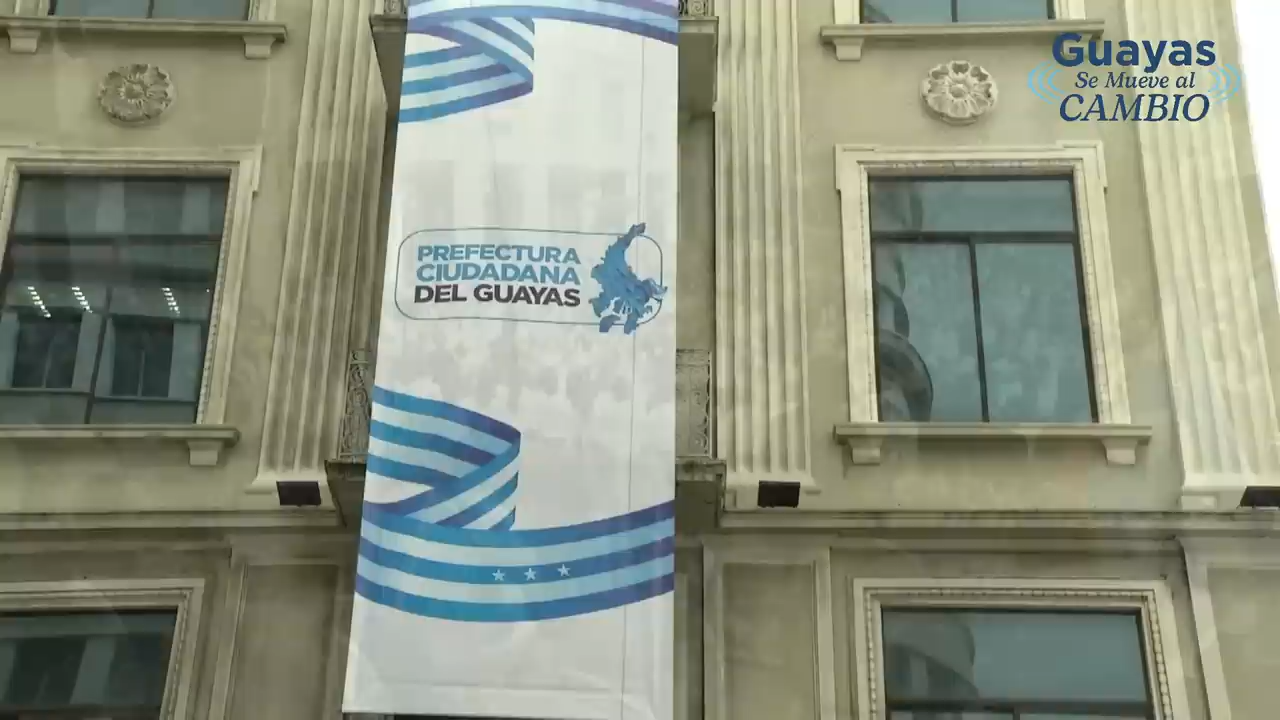 Guayas
Se Mueve al
CAMBIO
PREFECTURA
CIUDADANA
DEL GUAYAS